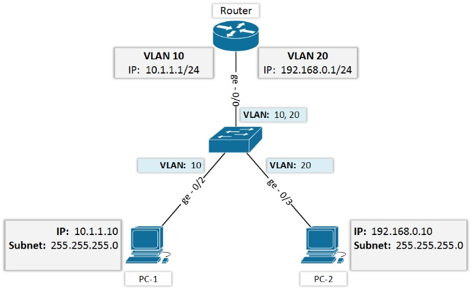 Router
VLAN 10
IP: 10.1.1.1/24
VLAN 20
IP: 192.168.0.1/24
ge - 0/0
VLAN: 10, 20
VLAN: 10
VLAN: 20
ge - 0/2
ge - 0/3
IP: 10.1.1.10
Subnet: 255.255.255.0
IP: 192.168.0.10
Subnet: 255.255.255.0
PC-1
PC-2